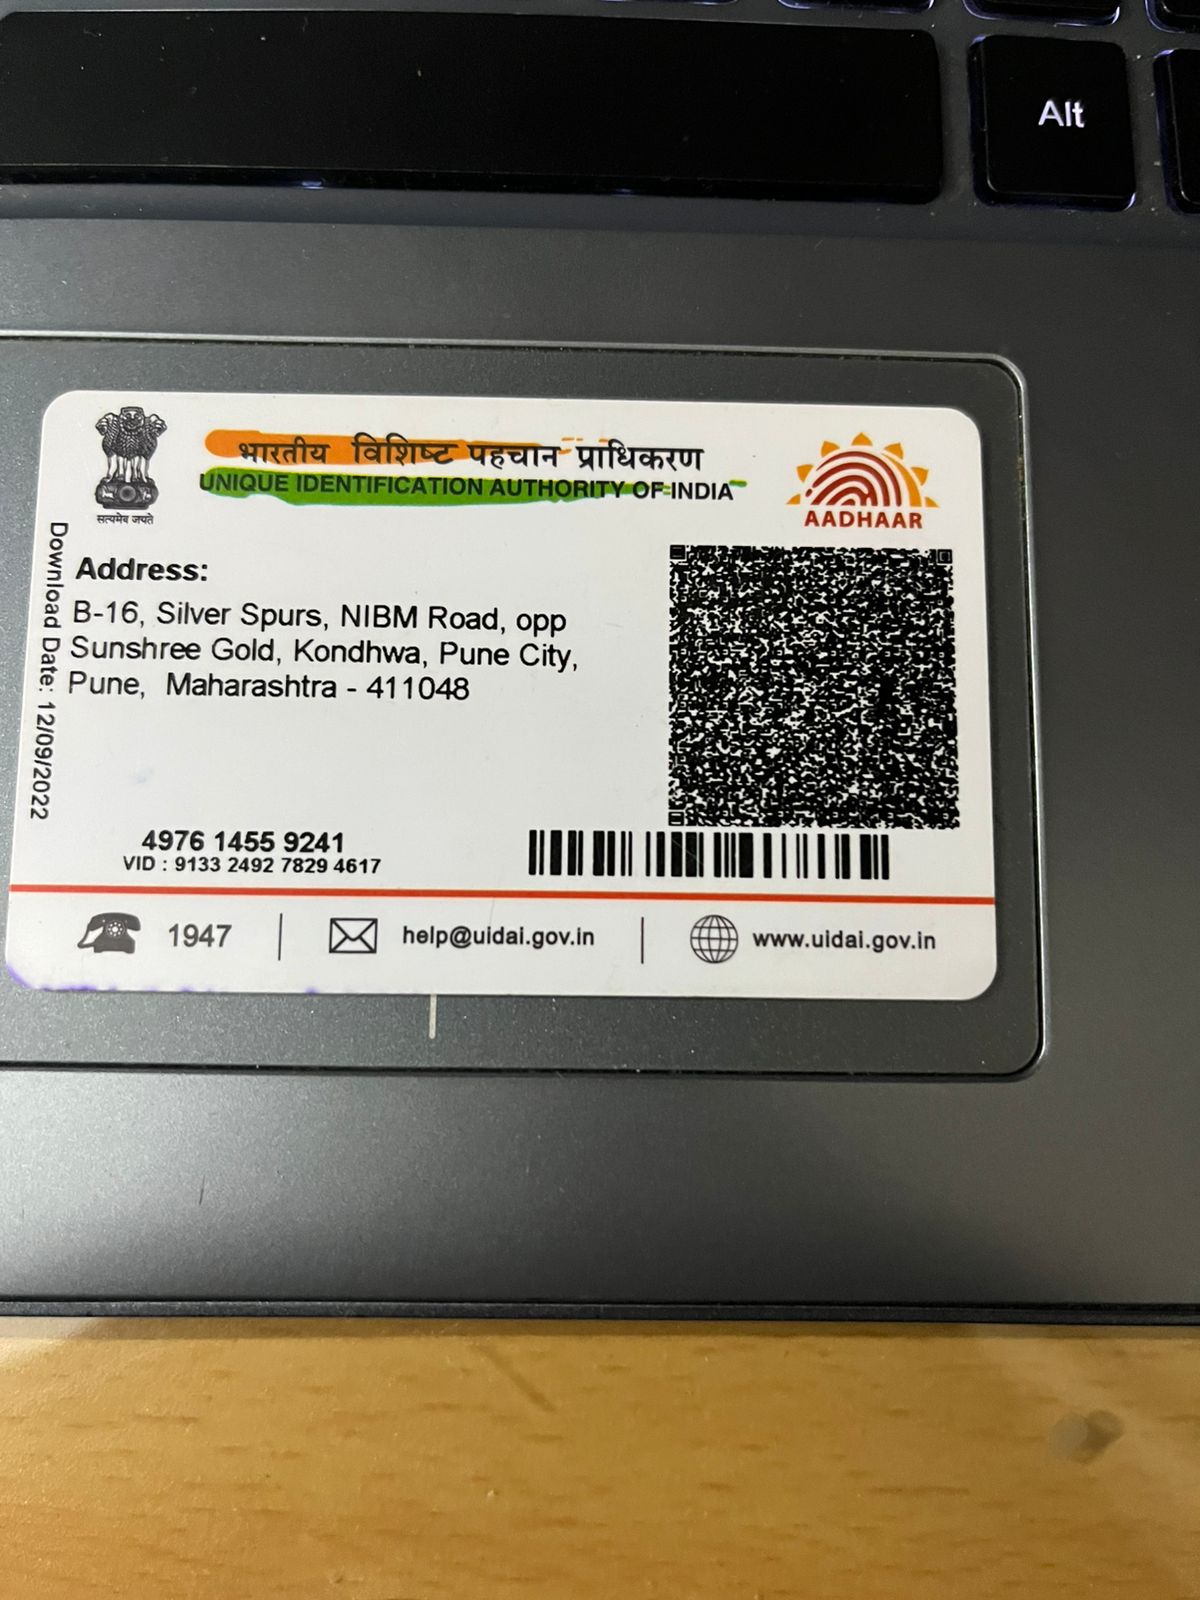 Alt
भारतीय विशिष्ट पहचान प्राधिकरण
UNIQUE IDENTIFICATION AUTHORITY OF INDIA
सत्यमेव जयते
AADHAAR
Download Date: 12/09/2022
Address:
B-16, Silver Spurs, NIBM Road, opp
Sunshree Gold, Kondhwa, Pune City,
Pune, Maharashtra - 411048
4976 1455 9241
VID : 9133 2492 7829 4617
1947
help@uidai.gov.in
www.uidai.gov.in